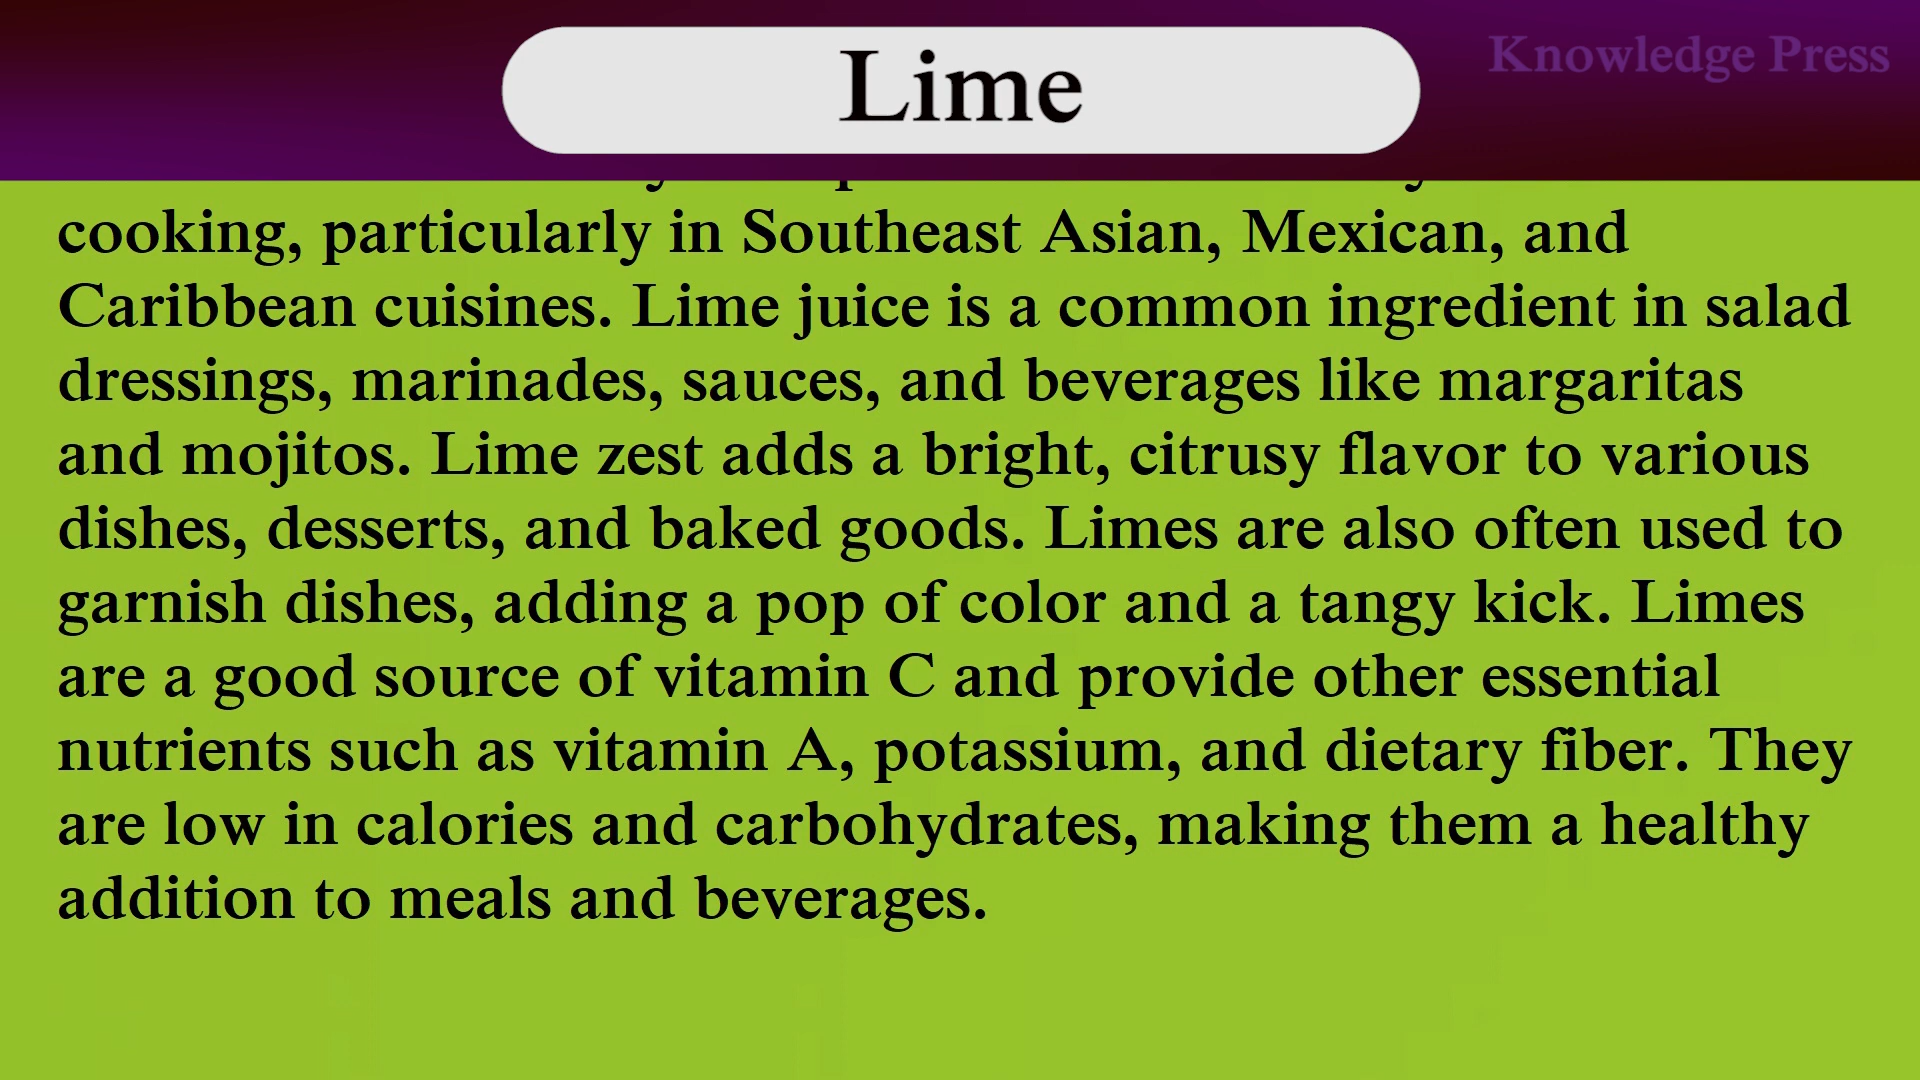 Lime
Knowledge Press
cooking, particularly in Southeast Asian, Mexican, and
Caribbean cuisines. Lime juice is a common ingredient in salad
dressings, marinades, sauces, and beverages like margaritas
and mojitos. Lime zest adds a bright, citrusy flavor to various
dishes, desserts, and baked goods. Limes are also often used to
garnish dishes, adding a pop of color and a tangy kick. Limes
are a good source of vitamin C and provide other essential
nutrients such as vitamin A, potassium, and dietary fiber. They
are low in calories and carbohydrates, making them a healthy
addition to meals and beverages.